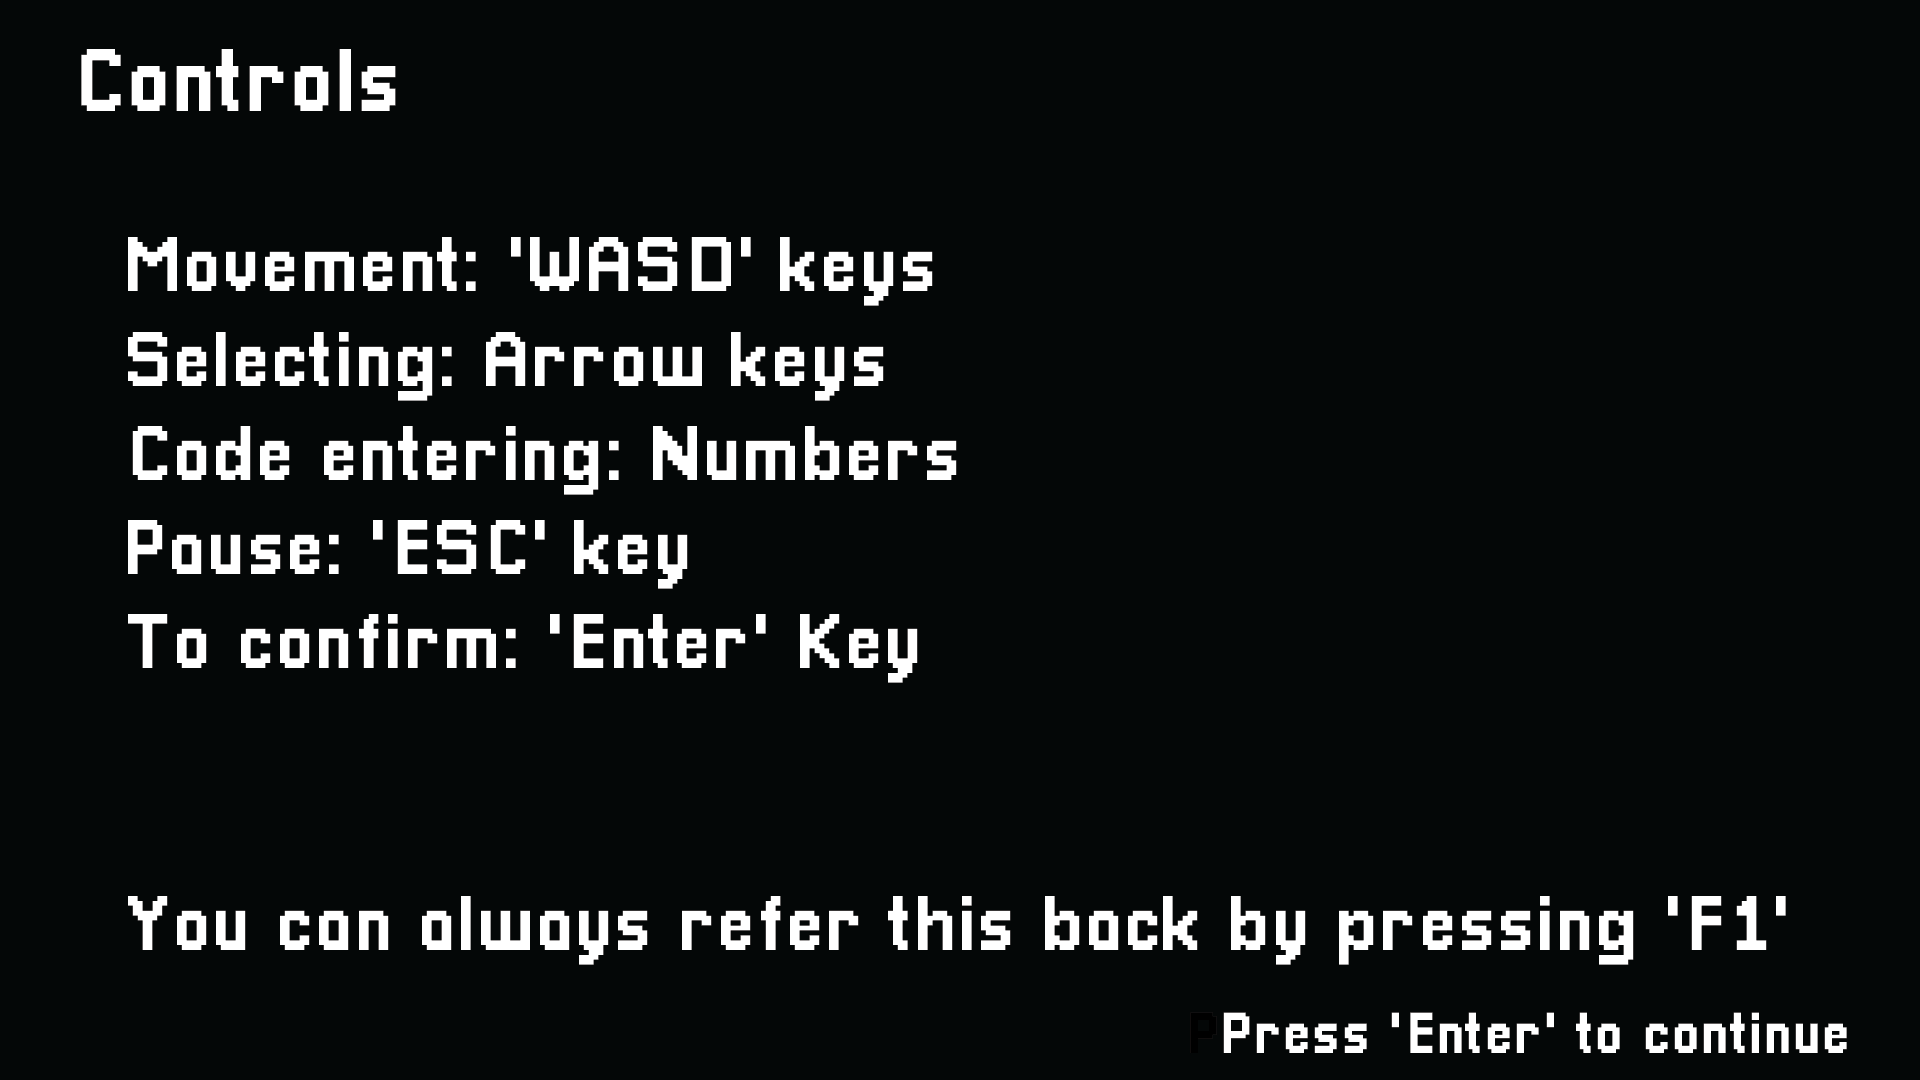 Controls
Movement: 'WASD' keys
Selecting: Arrow keys
Code entering: Numbers
Pause: 'ESC' key
To confirm: 'Enter' Key
You can always refer this back by pressing 'F1'
Press 'Enter' to continue